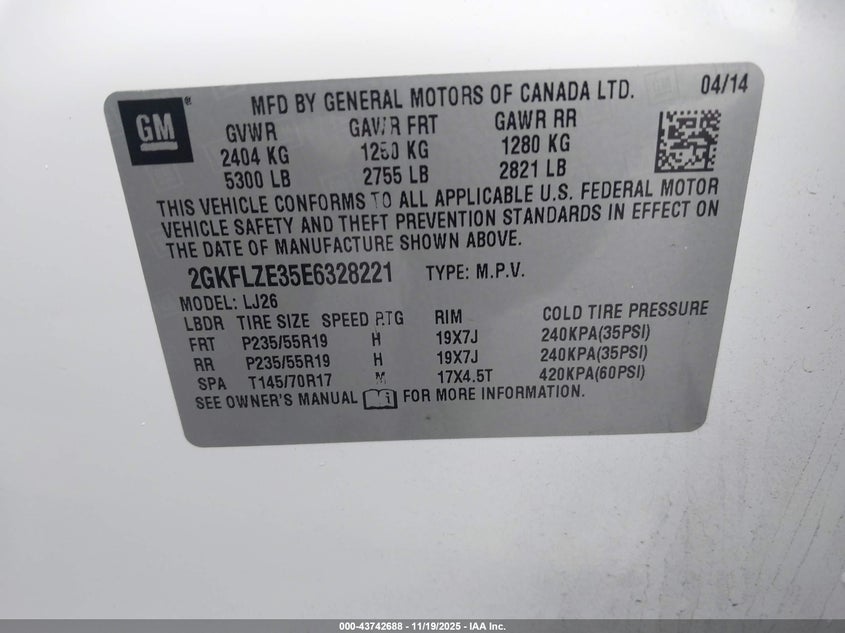 GM
MFD BY GENERAL MOTORS OF CANADA LTD. 04/14
GVWR GAWR FRT GAWR RR
2404 KG 1250 KG 1280 KG
5300 LB 2755 LB 2821 LB
THIS VEHICLE CONFORMS TO ALL APPLICABLE U.S. FEDERAL MOTOR
VEHICLE SAFETY AND THEFT PREVENTION STANDARDS IN EFFECT ON
THE DATE OF MANUFACTURE SHOWN ABOVE.
2GKFLZE35E6328221 TYPE: M.P.V.
MODEL: LJ26
LBDR TIRE SIZE SPEED RTG RIM COLD TIRE PRESSURE
FRT P235/55R19 H 19X7J 240KPA(35PSI)
RR P235/55R19 H 19X7J 240KPA(35PSI)
SPA T145/70R17 M 17X4.5T 420KPA(60PSI)
SEE OWNER'S MANUAL FOR MORE INFORMATION.
000-43742688 - 11/19/2025 - IAA Inc.